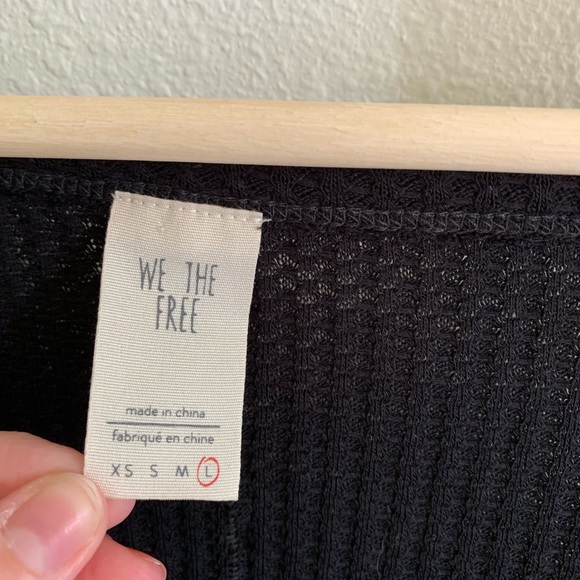 WE THE
FREE
made in china
fabriqué en chine
XS S M L